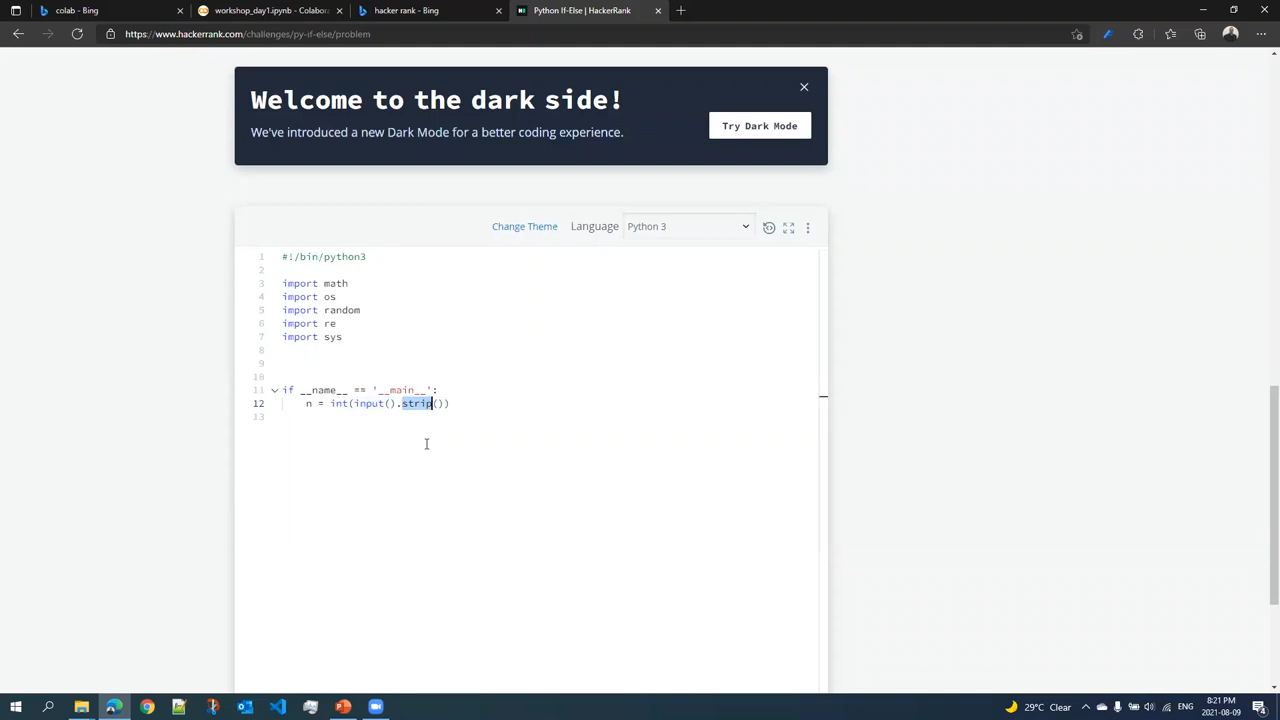 colab - Bing
workshop_day1.ipynb - Colabora
hacker rank - Bing
Python If-Else | HackerRank
https://www.hackerrank.com/challenges/py-if-else/problem
Welcome to the dark side!
We've introduced a new Dark Mode for a better coding experience.
Try Dark Mode
Change Theme
Language
Python 3
1 #!/bin/python3
2
3 import math
4 import os
5 import random
6 import re
7 import sys
8
9
10
11 if __name__ == '__main__':
12 n = int(input().strip())
13
29°C Clear
ENG
8:21 PM
2021-08-09
4